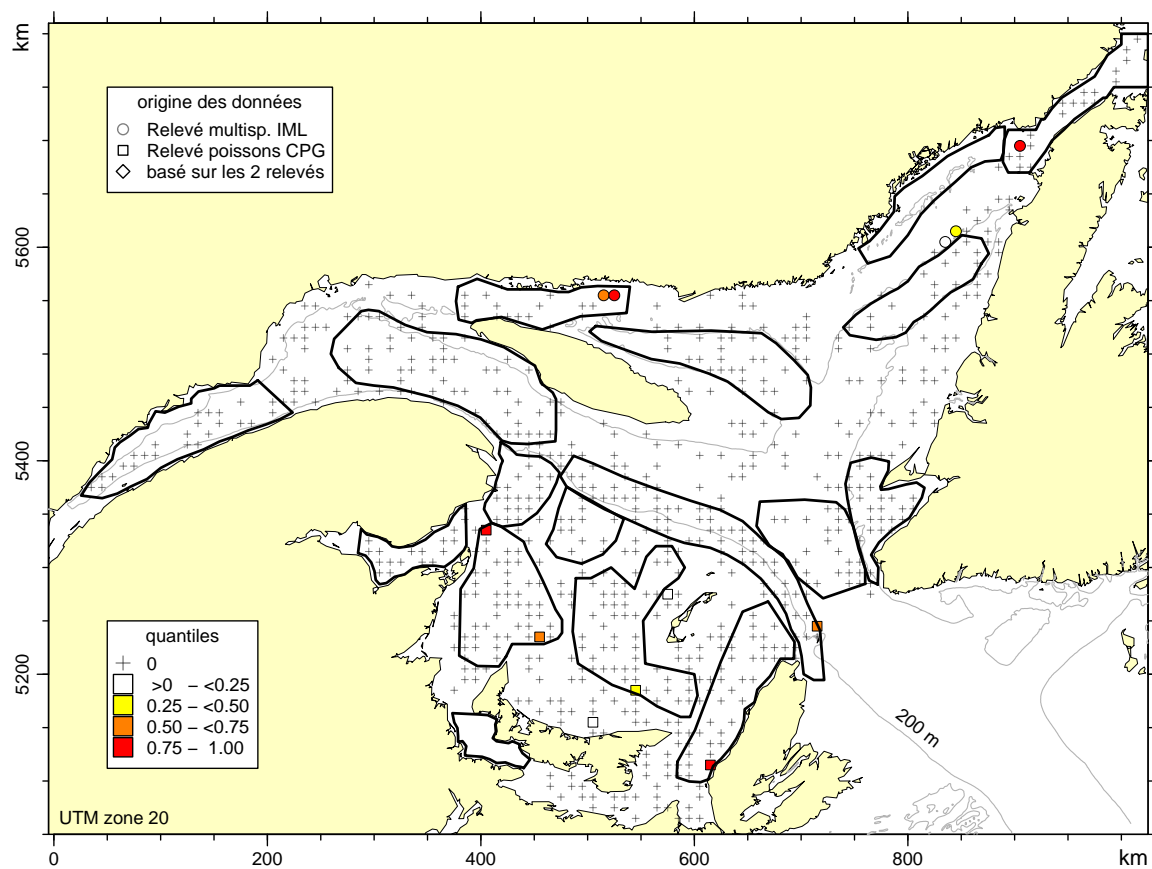 km
origine des données
Relevé multisp. IML
Relevé poissons CPG
basé sur les 2 relevés
5600
5400
5200
quantiles
0
>0 – <0.25
0.25 – <0.50
0.50 – <0.75
0.75 – 1.00
200 m
UTM zone 20
0 200 400 600 800 km